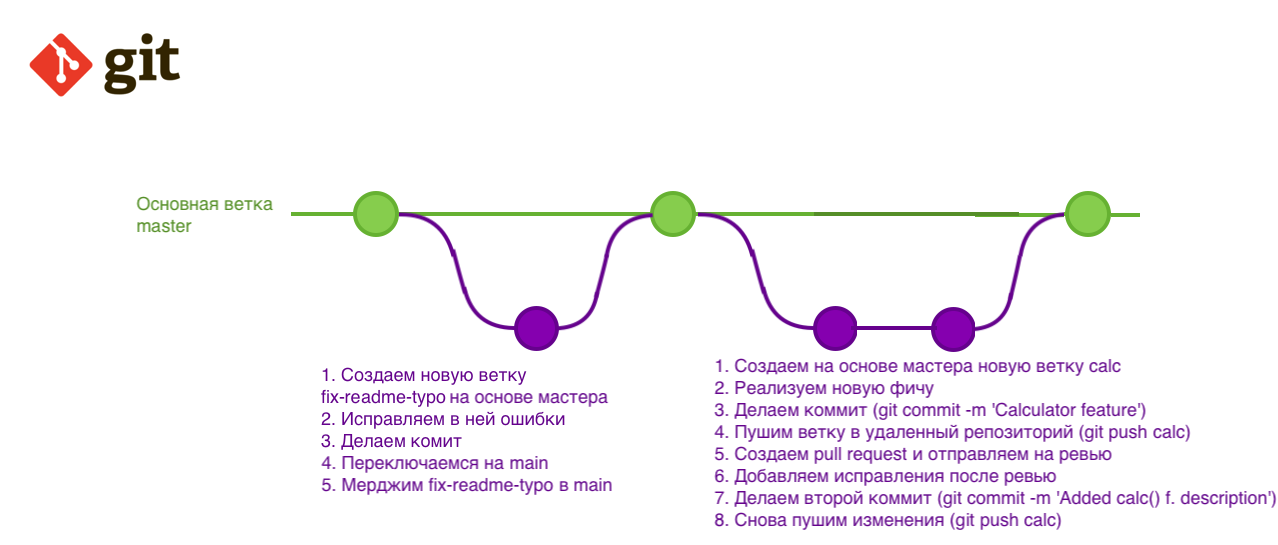 git
Основная ветка
master
1. Создаем новую ветку
fix-readme-typo на основе мастера
2. Исправляем в ней ошибки
3. Делаем комит
4. Переключаемся на main
5. Мерджим fix-readme-typo в main
1. Создаем на основе мастера новую ветку calc
2. Реализуем новую фичу
3. Делаем коммит (git commit -m 'Calculator feature')
4. Пушим ветку в удаленный репозиторий (git push calc)
5. Создаем pull request и отправляем на ревью
6. Добавляем исправления после ревью
7. Делаем второй коммит (git commit -m 'Added calc() f. description')
8. Снова пушим изменения (git push calc)